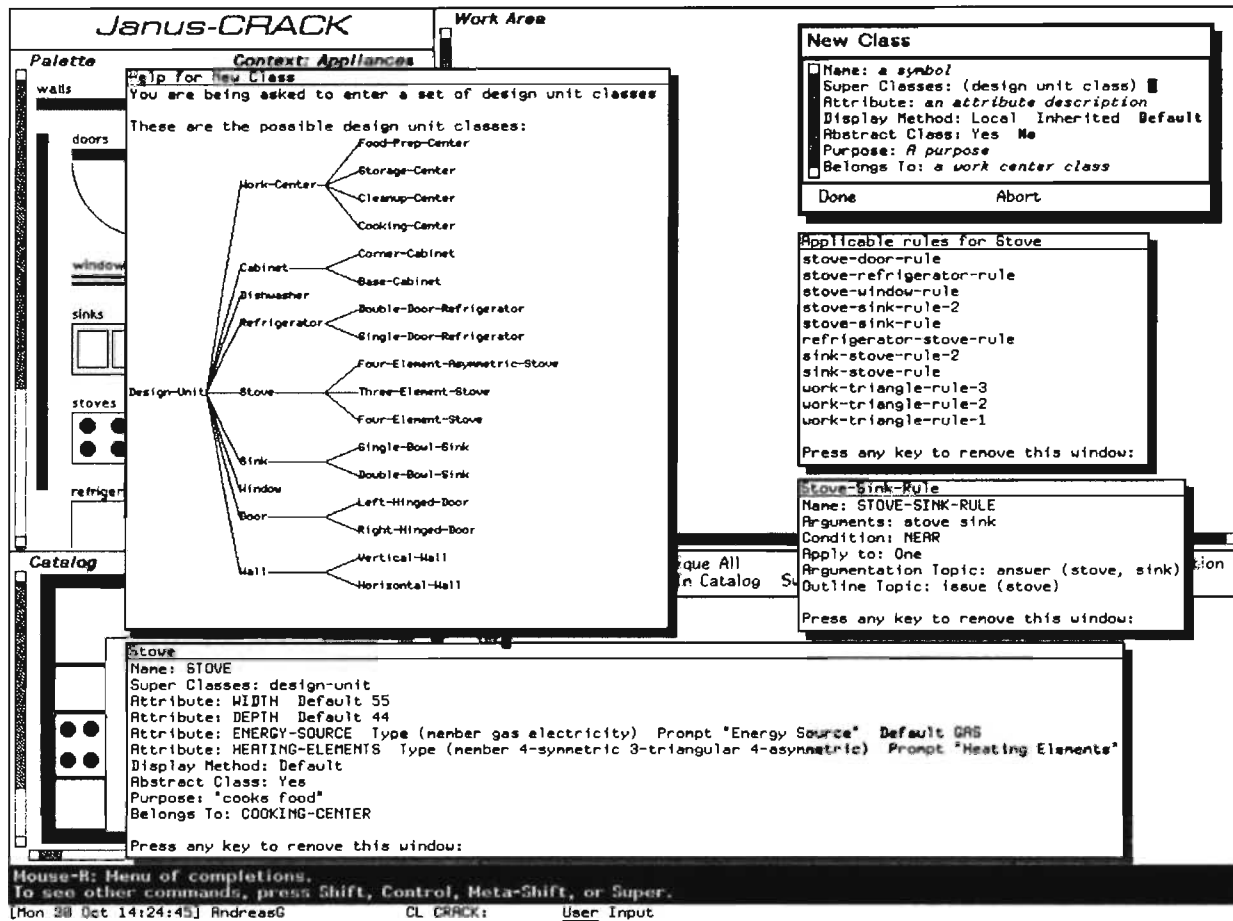 Janus-CRACK
Palette
Context: Appliances
walls
doors
window
sinks
stoves
refriger
Catalog
Work Area
Help for New Class
You are being asked to enter a set of design unit classes
These are the possible design unit classes:
Food-Prep-Center
Storage-Center
Work-Center
Cleanup-Center
Cooking-Center
Corner-Cabinet
Cabinet
Base-Cabinet
Dishwasher
Double-Door-Refrigerator
Refrigerator
Single-Door-Refrigerator
Four-Element-Asymmetric-Stove
Design-Unit
Stove
Three-Element-Stove
Four-Element-Stove
Single-Bowl-Sink
Sink
Double-Bowl-Sink
Window
Left-Hinged-Door
Door
Right-Hinged-Door
Vertical-Wall
Wall
Horizontal-Wall
New Class
Name: a symbol
Super Classes: (design unit class)
Attribute: an attribute description
Display Method: Local Inherited Default
Abstract Class: Yes No
Purpose: A purpose
Belongs To: a work center class
Done Abort
Applicable rules for Stove
stove-door-rule
stove-refrigerator-rule
stove-window-rule
stove-sink-rule-2
stove-sink-rule
refrigerator-stove-rule
sink-stove-rule-2
sink-stove-rule
work-triangle-rule-3
work-triangle-rule-2
work-triangle-rule-1
Press any key to remove this window:
Stove-Sink-Rule
Name: STOVE-SINK-RULE
Arguments: stove sink
Condition: NEAR
Apply to: One
Argumentation Topic: answer (stove, sink)
Outline Topic: issue (stove)
Press any key to remove this window:
ique All
In Catalog Su
tion
Stove
Name: STOVE
Super Classes: design-unit
Attribute: WIDTH Default 55
Attribute: DEPTH Default 44
Attribute: ENERGY-SOURCE Type (member gas electricity) Prompt "Energy Source" Default GAS
Attribute: HEATING-ELEMENTS Type (member 4-symmetric 3-triangular 4-asymmetric) Prompt "Heating Elements"
Display Method: Default
Abstract Class: Yes
Purpose: "cooks food"
Belongs To: COOKING-CENTER
Press any key to remove this window:
Mouse-R: Menu of completions.
To see other commands, press Shift, Control, Meta-Shift, or Super.
[Mon 30 Oct 14:24:45] AndreasG CL CRACK: User Input